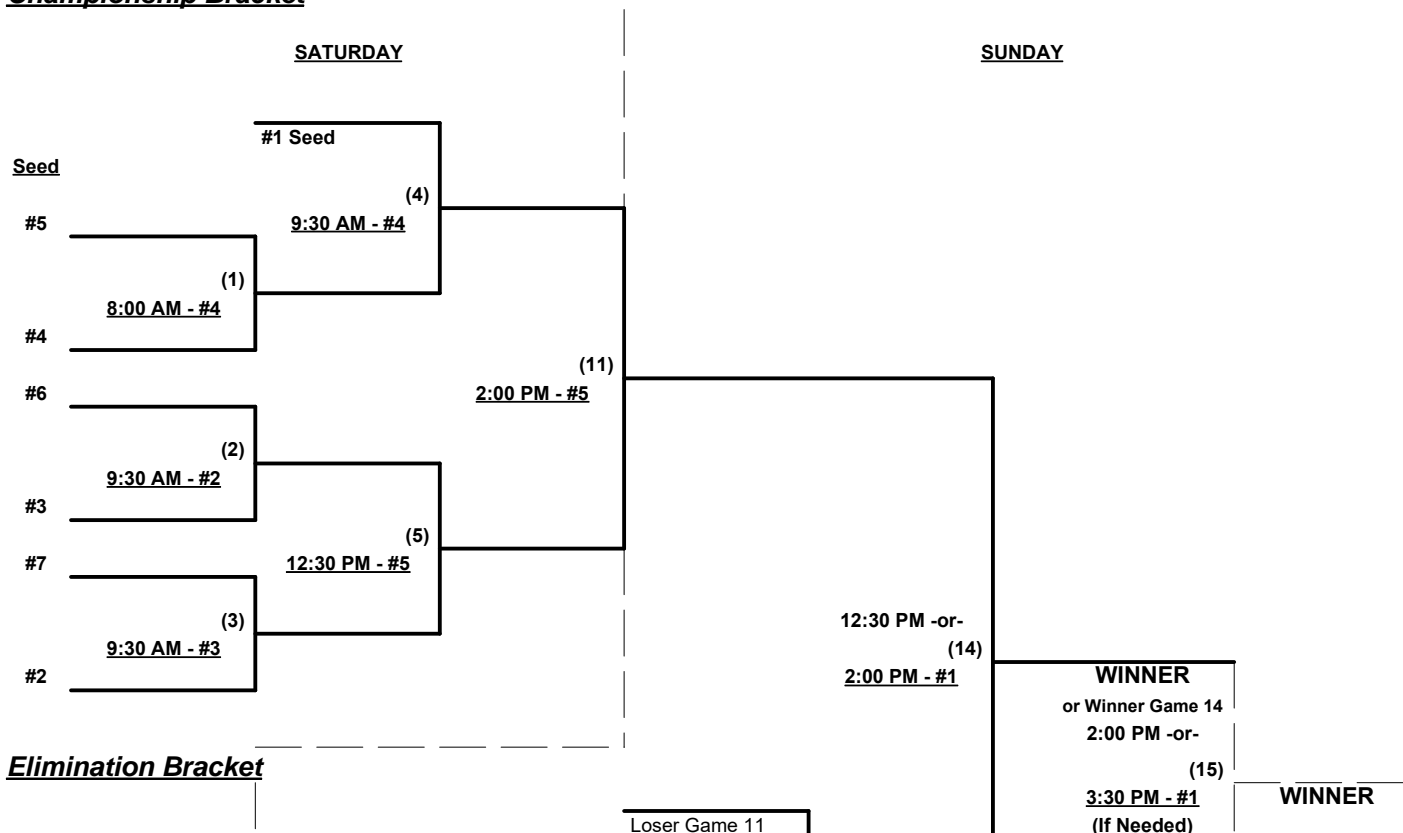 Championship Bracket
SATURDAY
SUNDAY
#1 Seed
Seed
(4)
#5
9:30 AM - #4
(1)
8:00 AM - #4
#4
(11)
#6
2:00 PM - #5
(2)
9:30 AM - #2
#3
(5)
#7
12:30 PM - #5
(3)
12:30 PM -or-
9:30 AM - #3
(14)
#2
2:00 PM - #1
WINNER
or Winner Game 14
2:00 PM -or-
Elimination Bracket
(15)
3:30 PM - #1
WINNER
Loser Game 11
(If Needed)